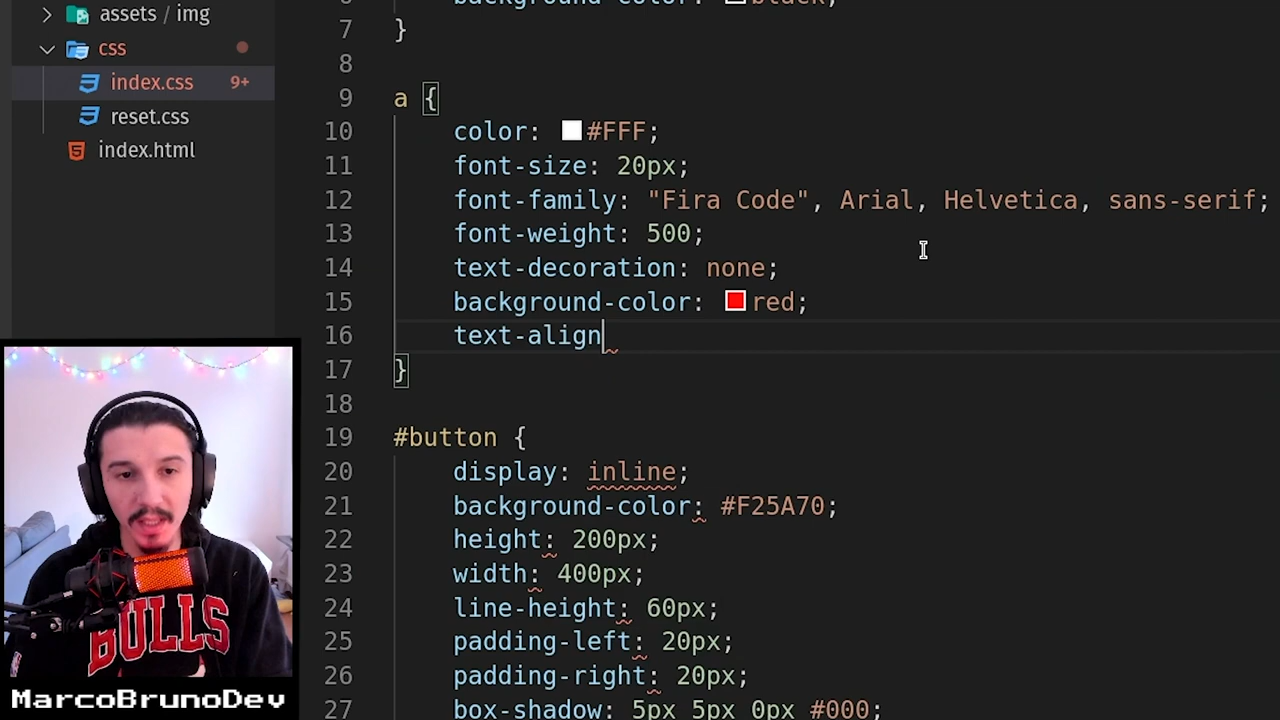 assets / img
css
index.css 9+
reset.css
index.html
7 }
8
9 a {
10 color: #FFF;
11 font-size: 20px;
12 font-family: "Fira Code", Arial, Helvetica, sans-serif;
13 font-weight: 500;
14 text-decoration: none;
15 background-color: red;
16 text-align
17 }
18
19 #button {
20 display: inline;
21 background-color: #F25A70;
22 height: 200px;
23 width: 400px;
24 line-height: 60px;
25 padding-left: 20px;
26 padding-right: 20px;
27 box-shadow: 5px 5px 0px #000;
BULLS
MarcoBrunoDev